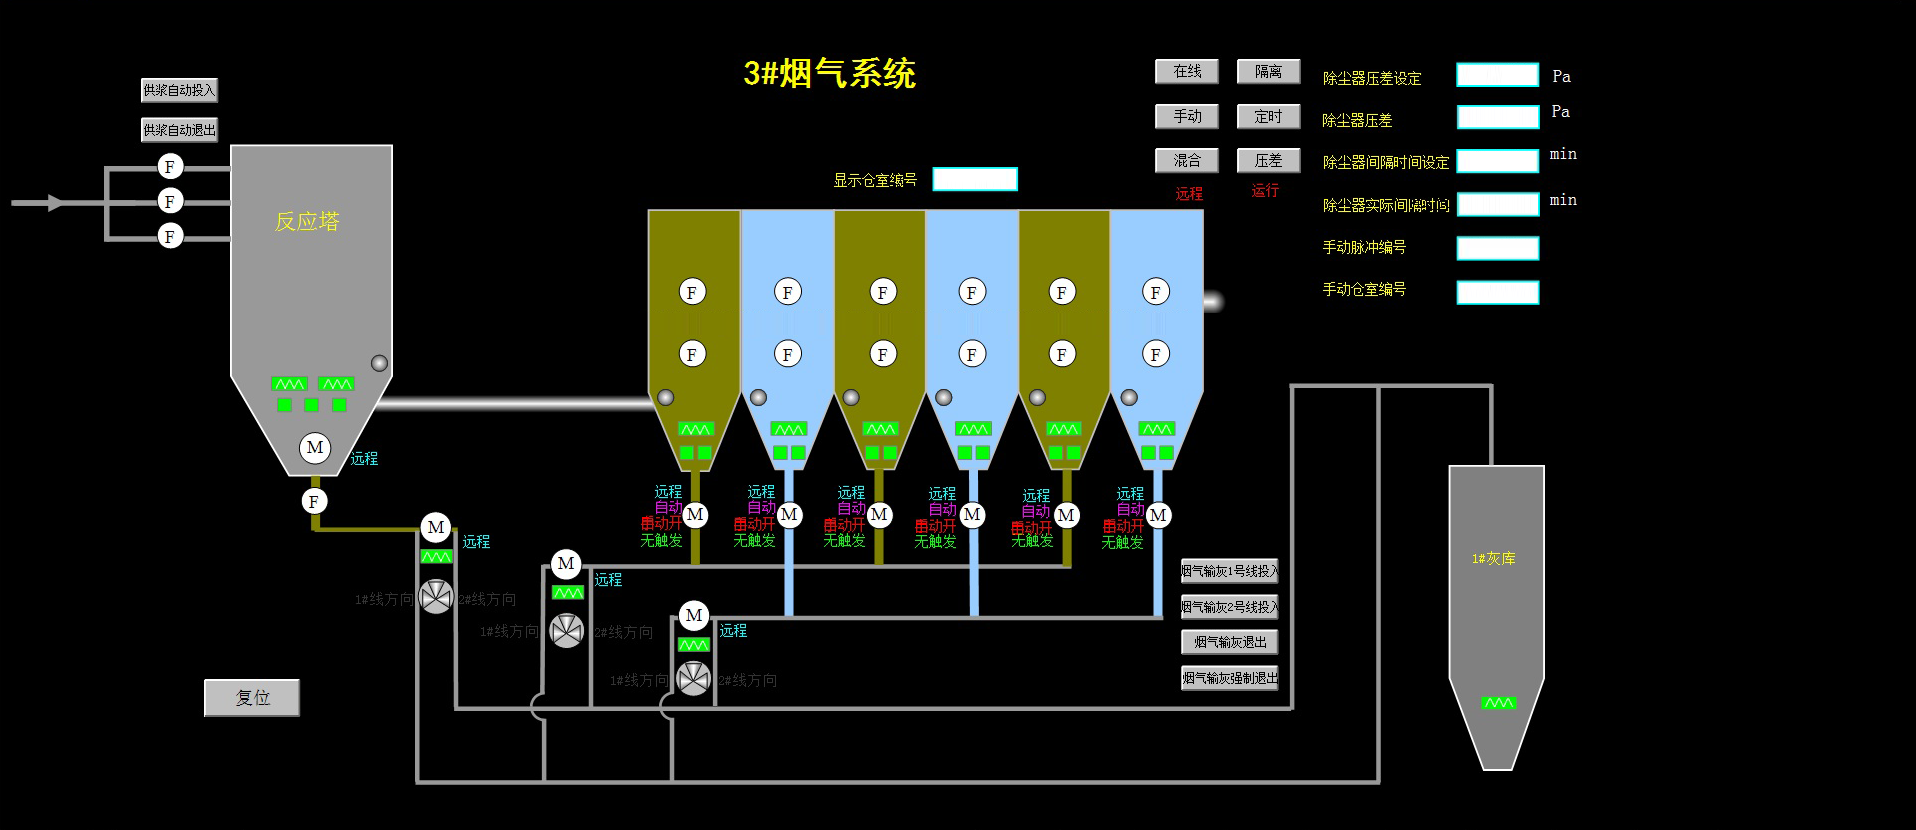 3#烟气系统
供浆自动投入
供浆自动退出
F
F
F
反应塔
M
远程
F
在线
隔离
手动
定时
混合
压差
远程
运行
除尘器压差设定
Pa
除尘器压差
Pa
除尘器间隔时间设定
min
除尘器实际间隔时间
min
手动脉冲编号
手动仓室编号
显示仓室编号
F F F F F F
F F F F F F
远程 远程 远程 远程 远程 远程
自动 自动 自动 自动 自动 自动
M M M M M M
自动开 自动开 自动开 自动开 自动开 自动开
无触发 无触发 无触发 无触发 无触发 无触发
M
远程
1#线方向
2#线方向
M
远程
1#线方向
2#线方向
M
远程
1#线方向
2#线方向
烟气输灰1号线投入
烟气输灰2号线投入
烟气输灰退出
烟气输灰强制退出
1#灰库
复位